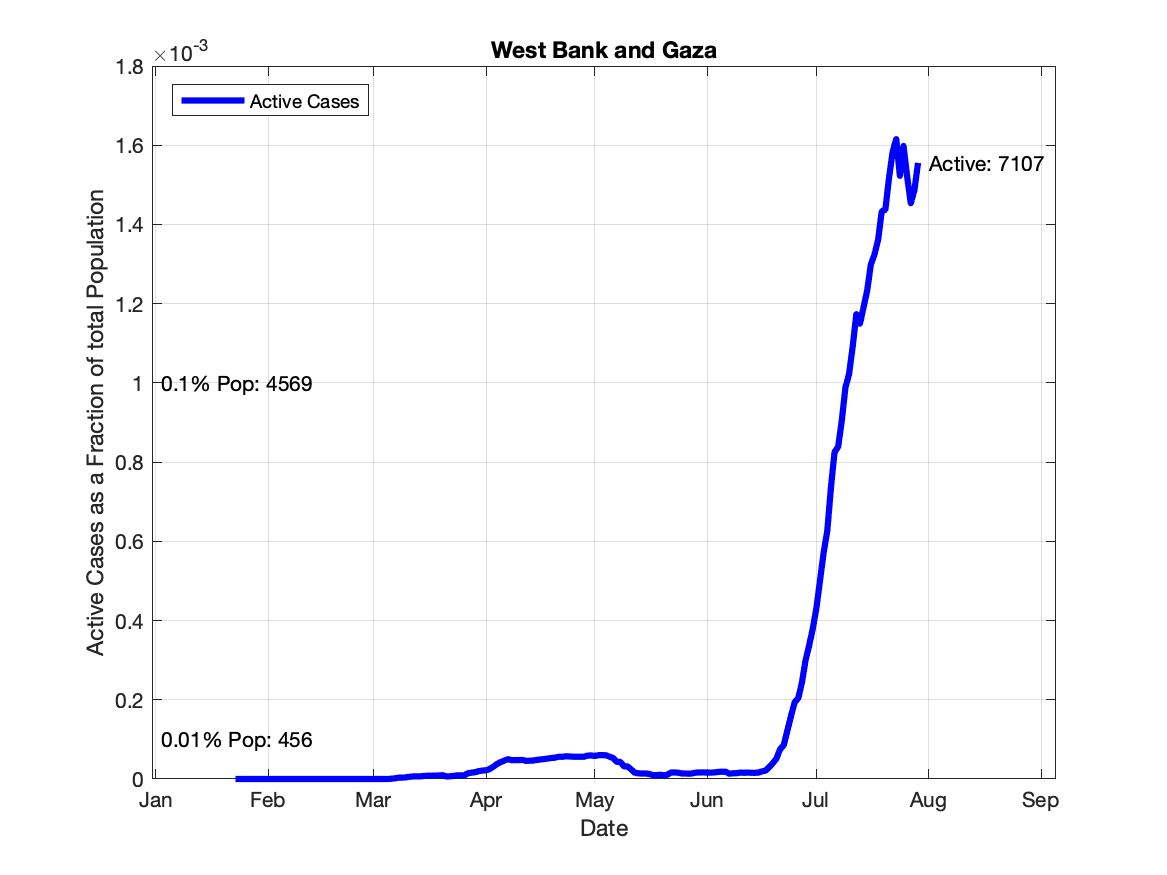 West Bank and Gaza
×10⁻³
1.8
1.6
1.4
1.2
1
0.8
0.6
0.4
0.2
0
Active Cases
Active: 7107
0.1% Pop: 4569
0.01% Pop: 456
Active Cases as a Fraction of total Population
Jan Feb Mar Apr May Jun Jul Aug Sep
Date